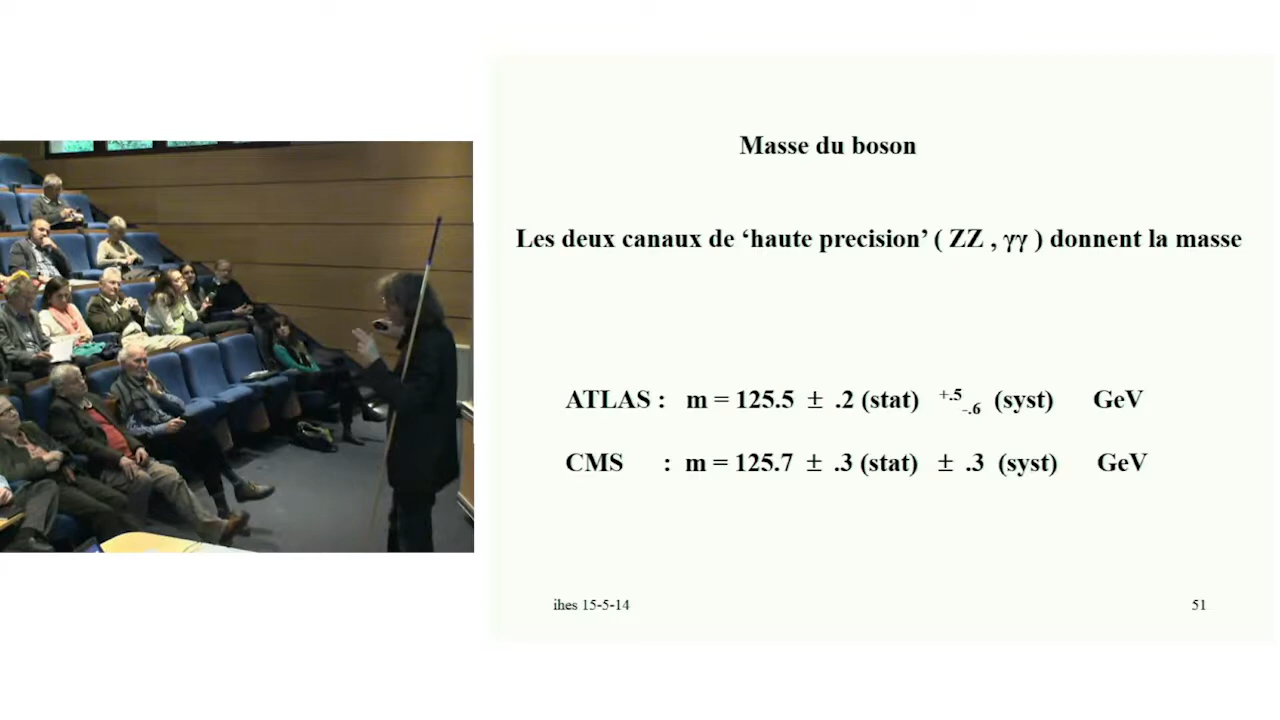 Masse du boson
Les deux canaux de ‘haute precision’ ( ZZ , γγ ) donnent la masse
ATLAS : m = 125.5 ± .2 (stat) +.5 -.6 (syst) GeV
CMS : m = 125.7 ± .3 (stat) ± .3 (syst) GeV
ihes 15-5-14
51